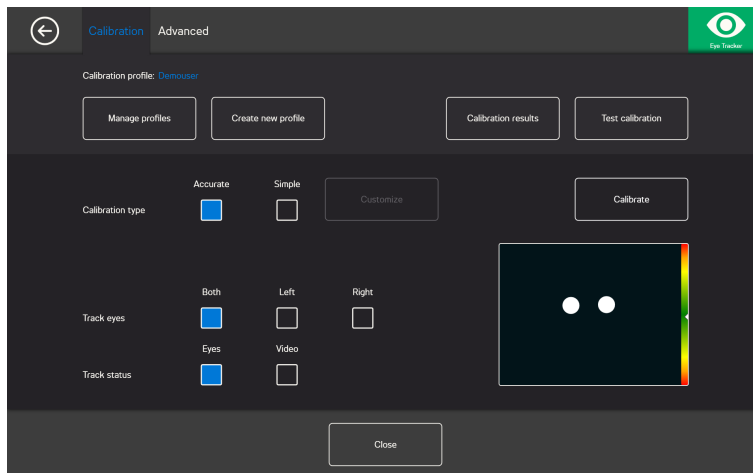 Calibration Advanced
Eye Tracker
Calibration profile: Demouser
Manage profiles Create new profile Calibration results Test calibration
Accurate Simple
Calibration type Customize Calibrate
Both Left Right
Track eyes
Eyes Video
Track status
Close